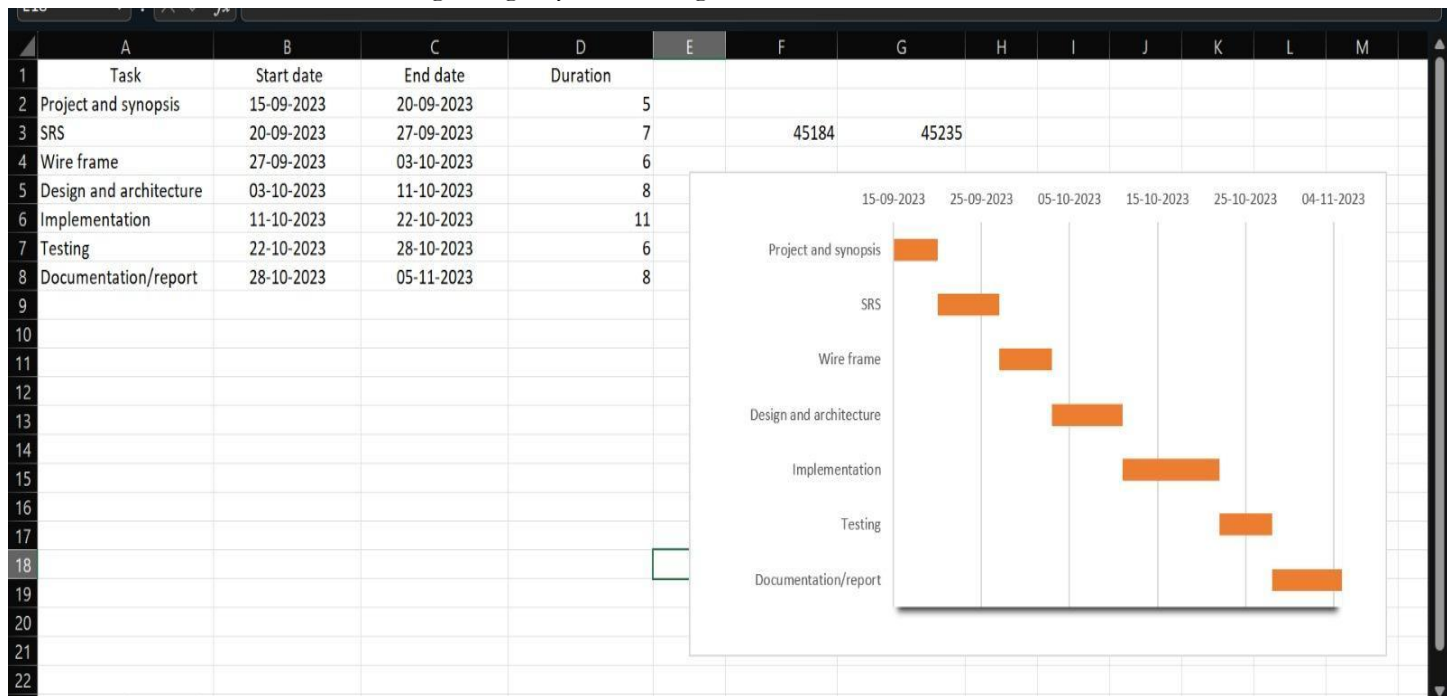 A B C D E F G H I J K L M
1 Task Start date End date Duration
2 Project and synopsis 15-09-2023 20-09-2023 5
3 SRS 20-09-2023 27-09-2023 7 45184 45235
4 Wire frame 27-09-2023 03-10-2023 6
5 Design and architecture 03-10-2023 11-10-2023 8
6 Implementation 11-10-2023 22-10-2023 11
7 Testing 22-10-2023 28-10-2023 6
8 Documentation/report 28-10-2023 05-11-2023 8
9
10
11
12
13
14
15
16
17
18
19
20
21
22
15-09-2023 25-09-2023 05-10-2023 15-10-2023 25-10-2023 04-11-2023
Project and synopsis
SRS
Wire frame
Design and architecture
Implementation
Testing
Documentation/report